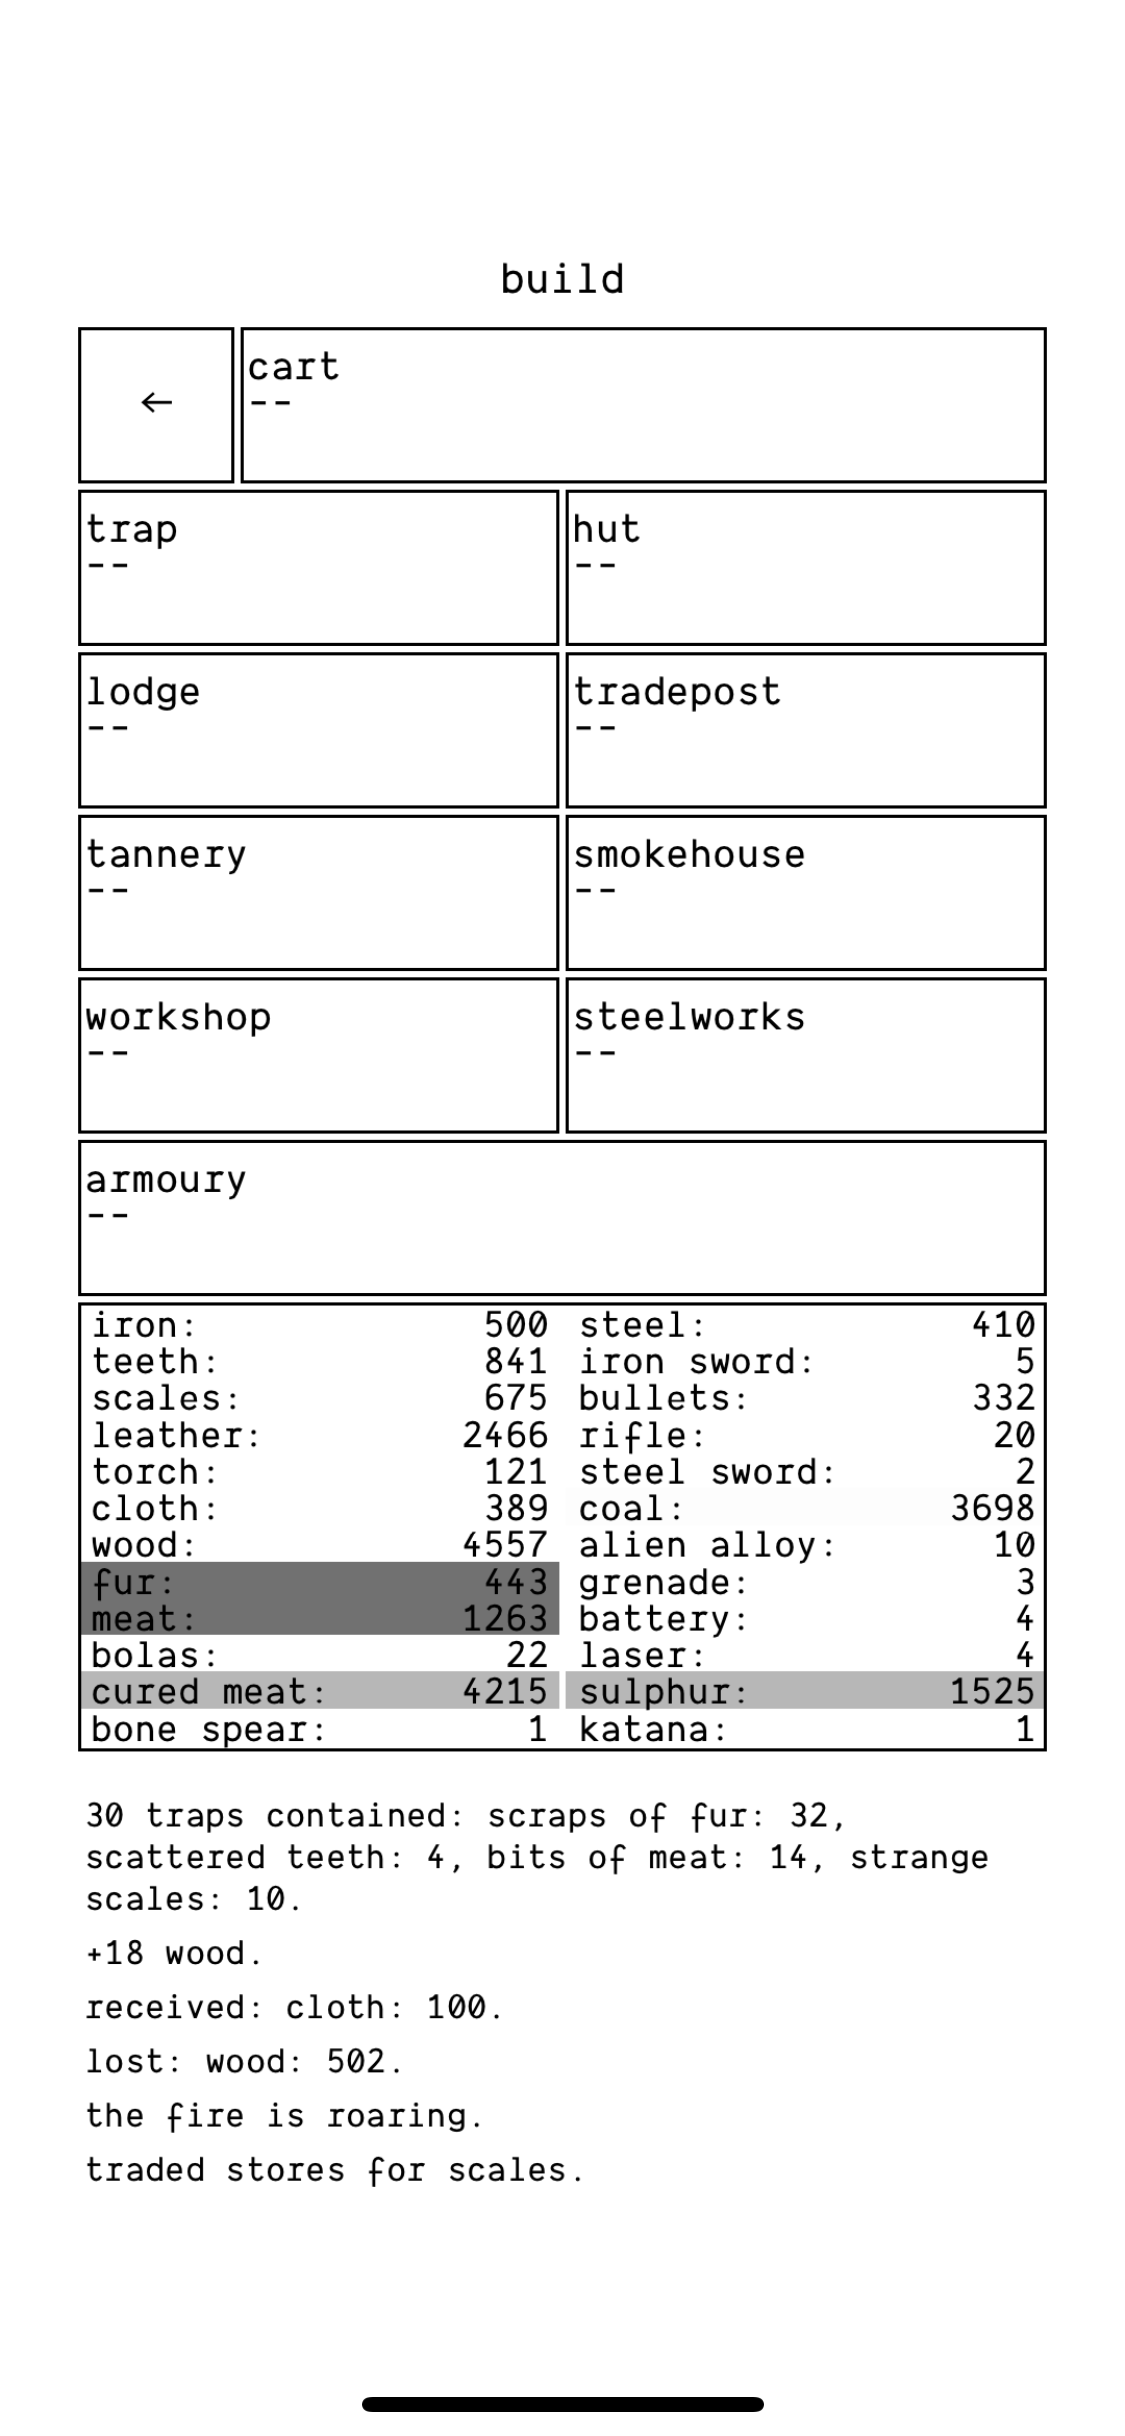 build
←
cart
--
trap
--
hut
--
lodge
--
tradepost
--
tannery
--
smokehouse
--
workshop
--
steelworks
--
armoury
--
iron: 500 steel: 410
teeth: 841 iron sword: 5
scales: 675 bullets: 332
leather: 2466 rifle: 20
torch: 121 steel sword: 2
cloth: 389 coal: 3698
wood: 4557 alien alloy: 10
fur: 443 grenade: 3
meat: 1263 battery: 4
bolas: 22 laser: 4
cured meat: 4215 sulphur: 1525
bone spear: 1 katana: 1
30 traps contained: scraps of fur: 32,
scattered teeth: 4, bits of meat: 14, strange
scales: 10.
+18 wood.
received: cloth: 100.
lost: wood: 502.
the fire is roaring.
traded stores for scales.